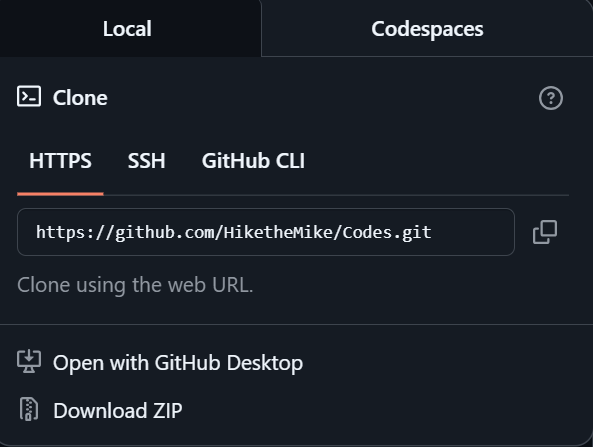 Local
Codespaces
Clone
HTTPS
SSH
GitHub CLI
https://github.com/HiketheMike/Codes.git
Clone using the web URL.
Open with GitHub Desktop
Download ZIP